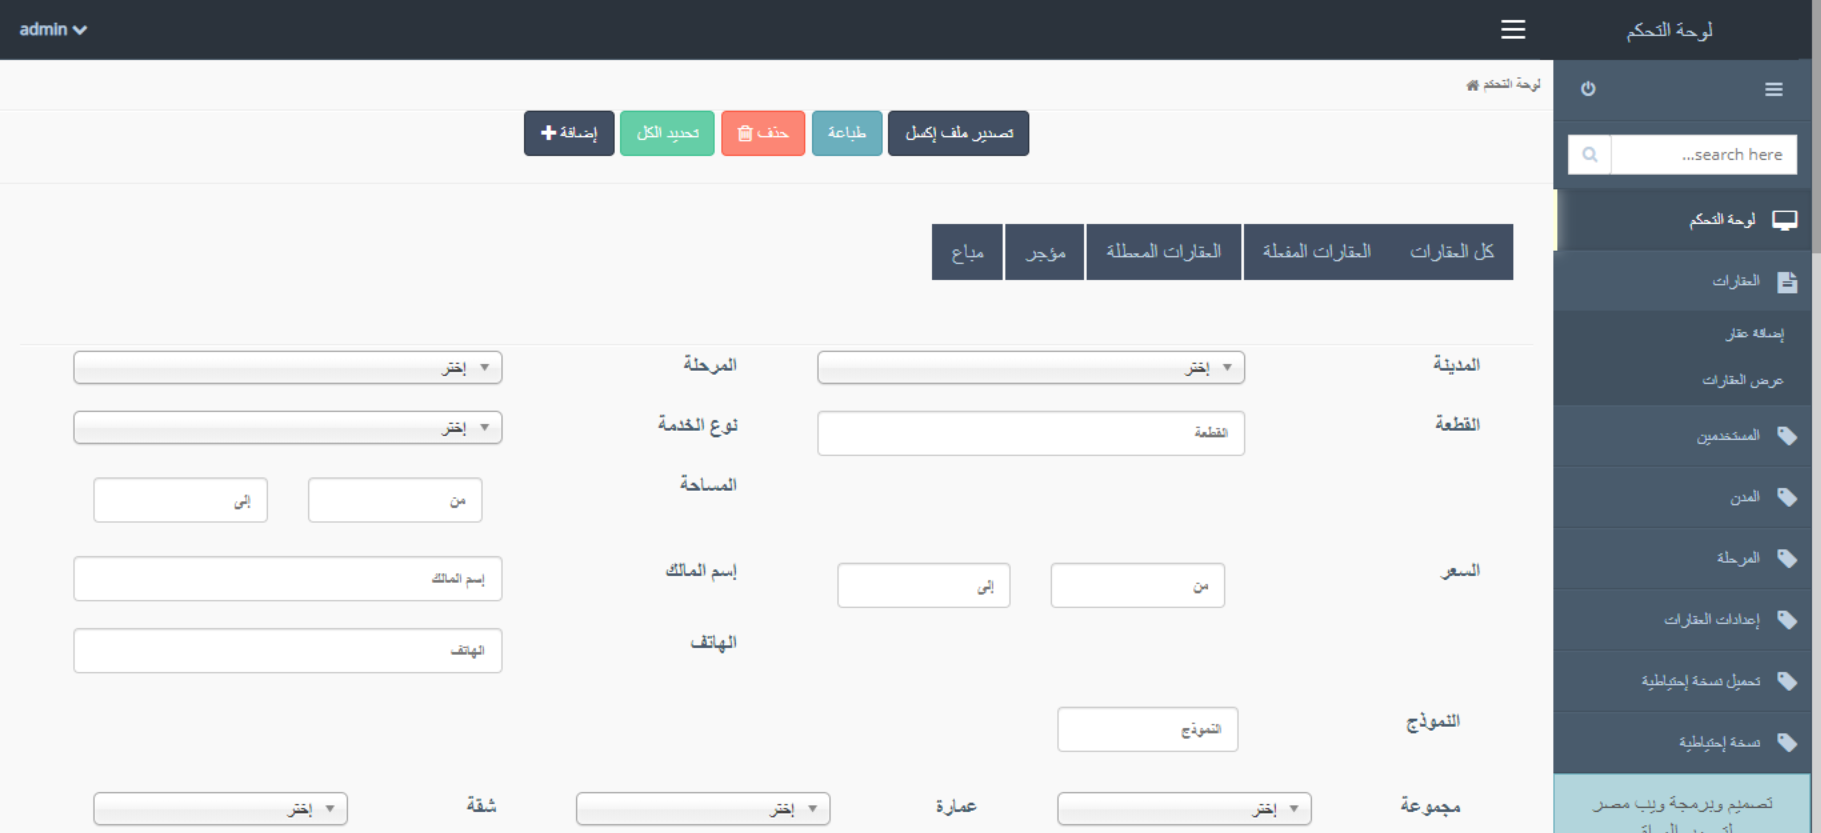 لوحة التحكم
admin
لوحة التحكم
تصدير ملف إكسل
طباعة
حذف
تحديد الكل
إضافة
search here...
لوحة التحكم
العقارات
إضافة عقار
عرض العقارات
المستخدمين
المدن
المرحلة
إعدادات العقارات
تحميل نسخة إحتياطية
نسخة إحتياطية
تصميم وبرمجة ويب مصر
كل العقارات
العقارات المفعلة
العقارات المعطلة
مؤجر
مباع
المدينة إختر المرحلة إختر
القطعة القطعة نوع الخدمة إختر
المساحة من إلى
السعر من إلى إسم المالك إسم المالك
الهاتف الهاتف
النموذج النموذج
مجموعة إختر عمارة إختر شقة إختر